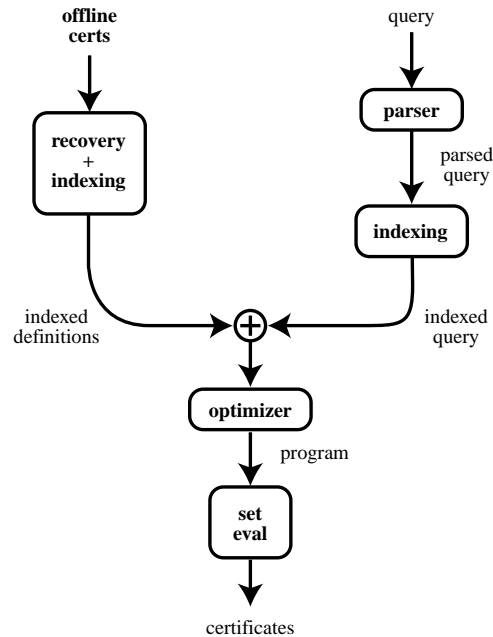 offline
certs
query
recovery
+
indexing
parser
parsed
query
indexing
indexed
definitions
+
indexed
query
optimizer
program
set
eval
certificates